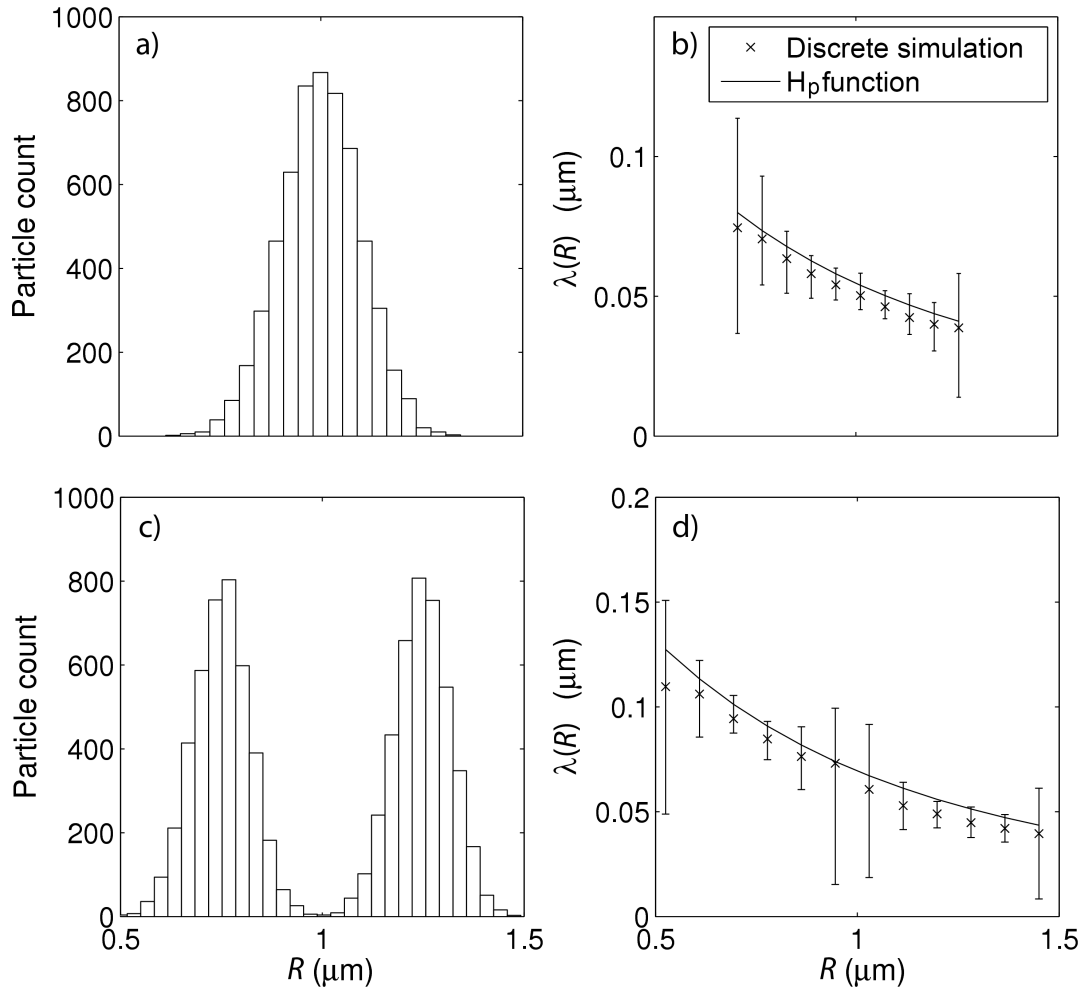 a)
1000
800
600
400
200
0
Particle count
b)
× Discrete simulation
Hp function
0.1
0.05
0
λ(R) (μm)
c)
1000
800
600
400
200
0
Particle count
0.5 1 1.5
R (μm)
d)
0.2
0.15
0.1
0.05
0
λ(R) (μm)
0.5 1 1.5
R (μm)